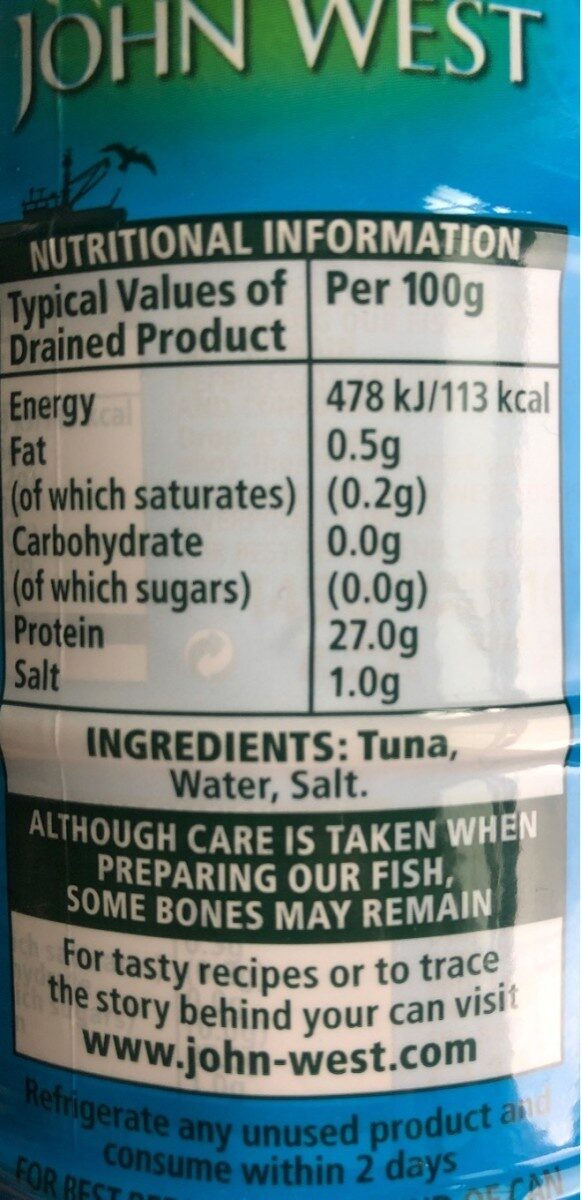 JOHN WEST
NUTRITIONAL INFORMATION
Typical Values of Drained Product Per 100g
Energy 478 kJ/113 kcal
Fat 0.5g
(of which saturates) (0.2g)
Carbohydrate 0.0g
(of which sugars) (0.0g)
Protein 27.0g
Salt 1.0g
INGREDIENTS: Tuna,
Water, Salt.
ALTHOUGH CARE IS TAKEN WHEN
PREPARING OUR FISH,
SOME BONES MAY REMAIN
For tasty recipes or to trace
the story behind your can visit
www.john-west.com
Refrigerate any unused product and
consume within 2 days
FOR BEST OF CAN